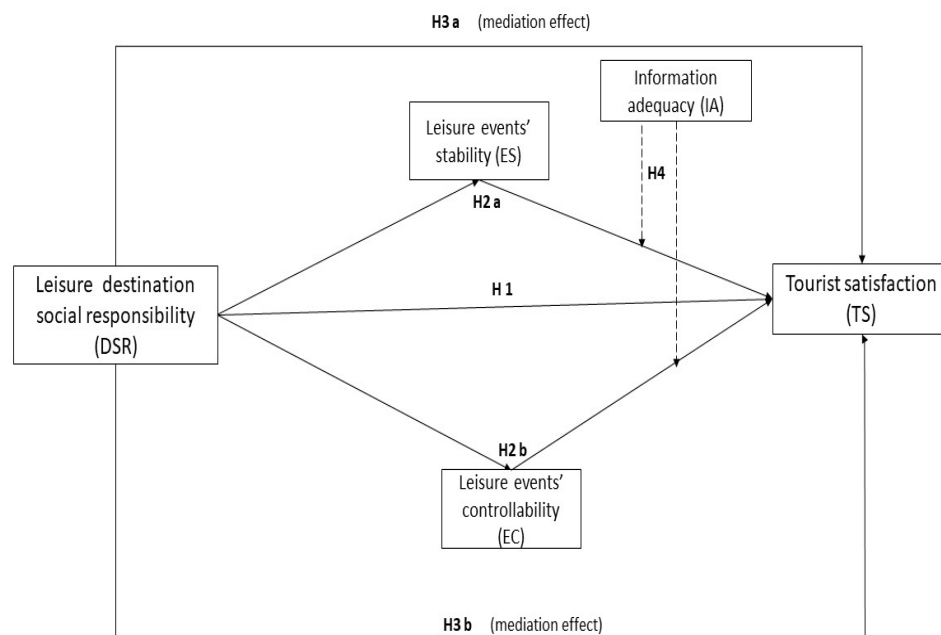 H3 a (mediation effect)
Information
adequacy (IA)
Leisure events'
stability (ES)
H4
H2 a
Leisure destination
social responsibility
(DSR)
H 1
Tourist satisfaction
(TS)
H2 b
Leisure events'
controllability
(EC)
H3 b (mediation effect)